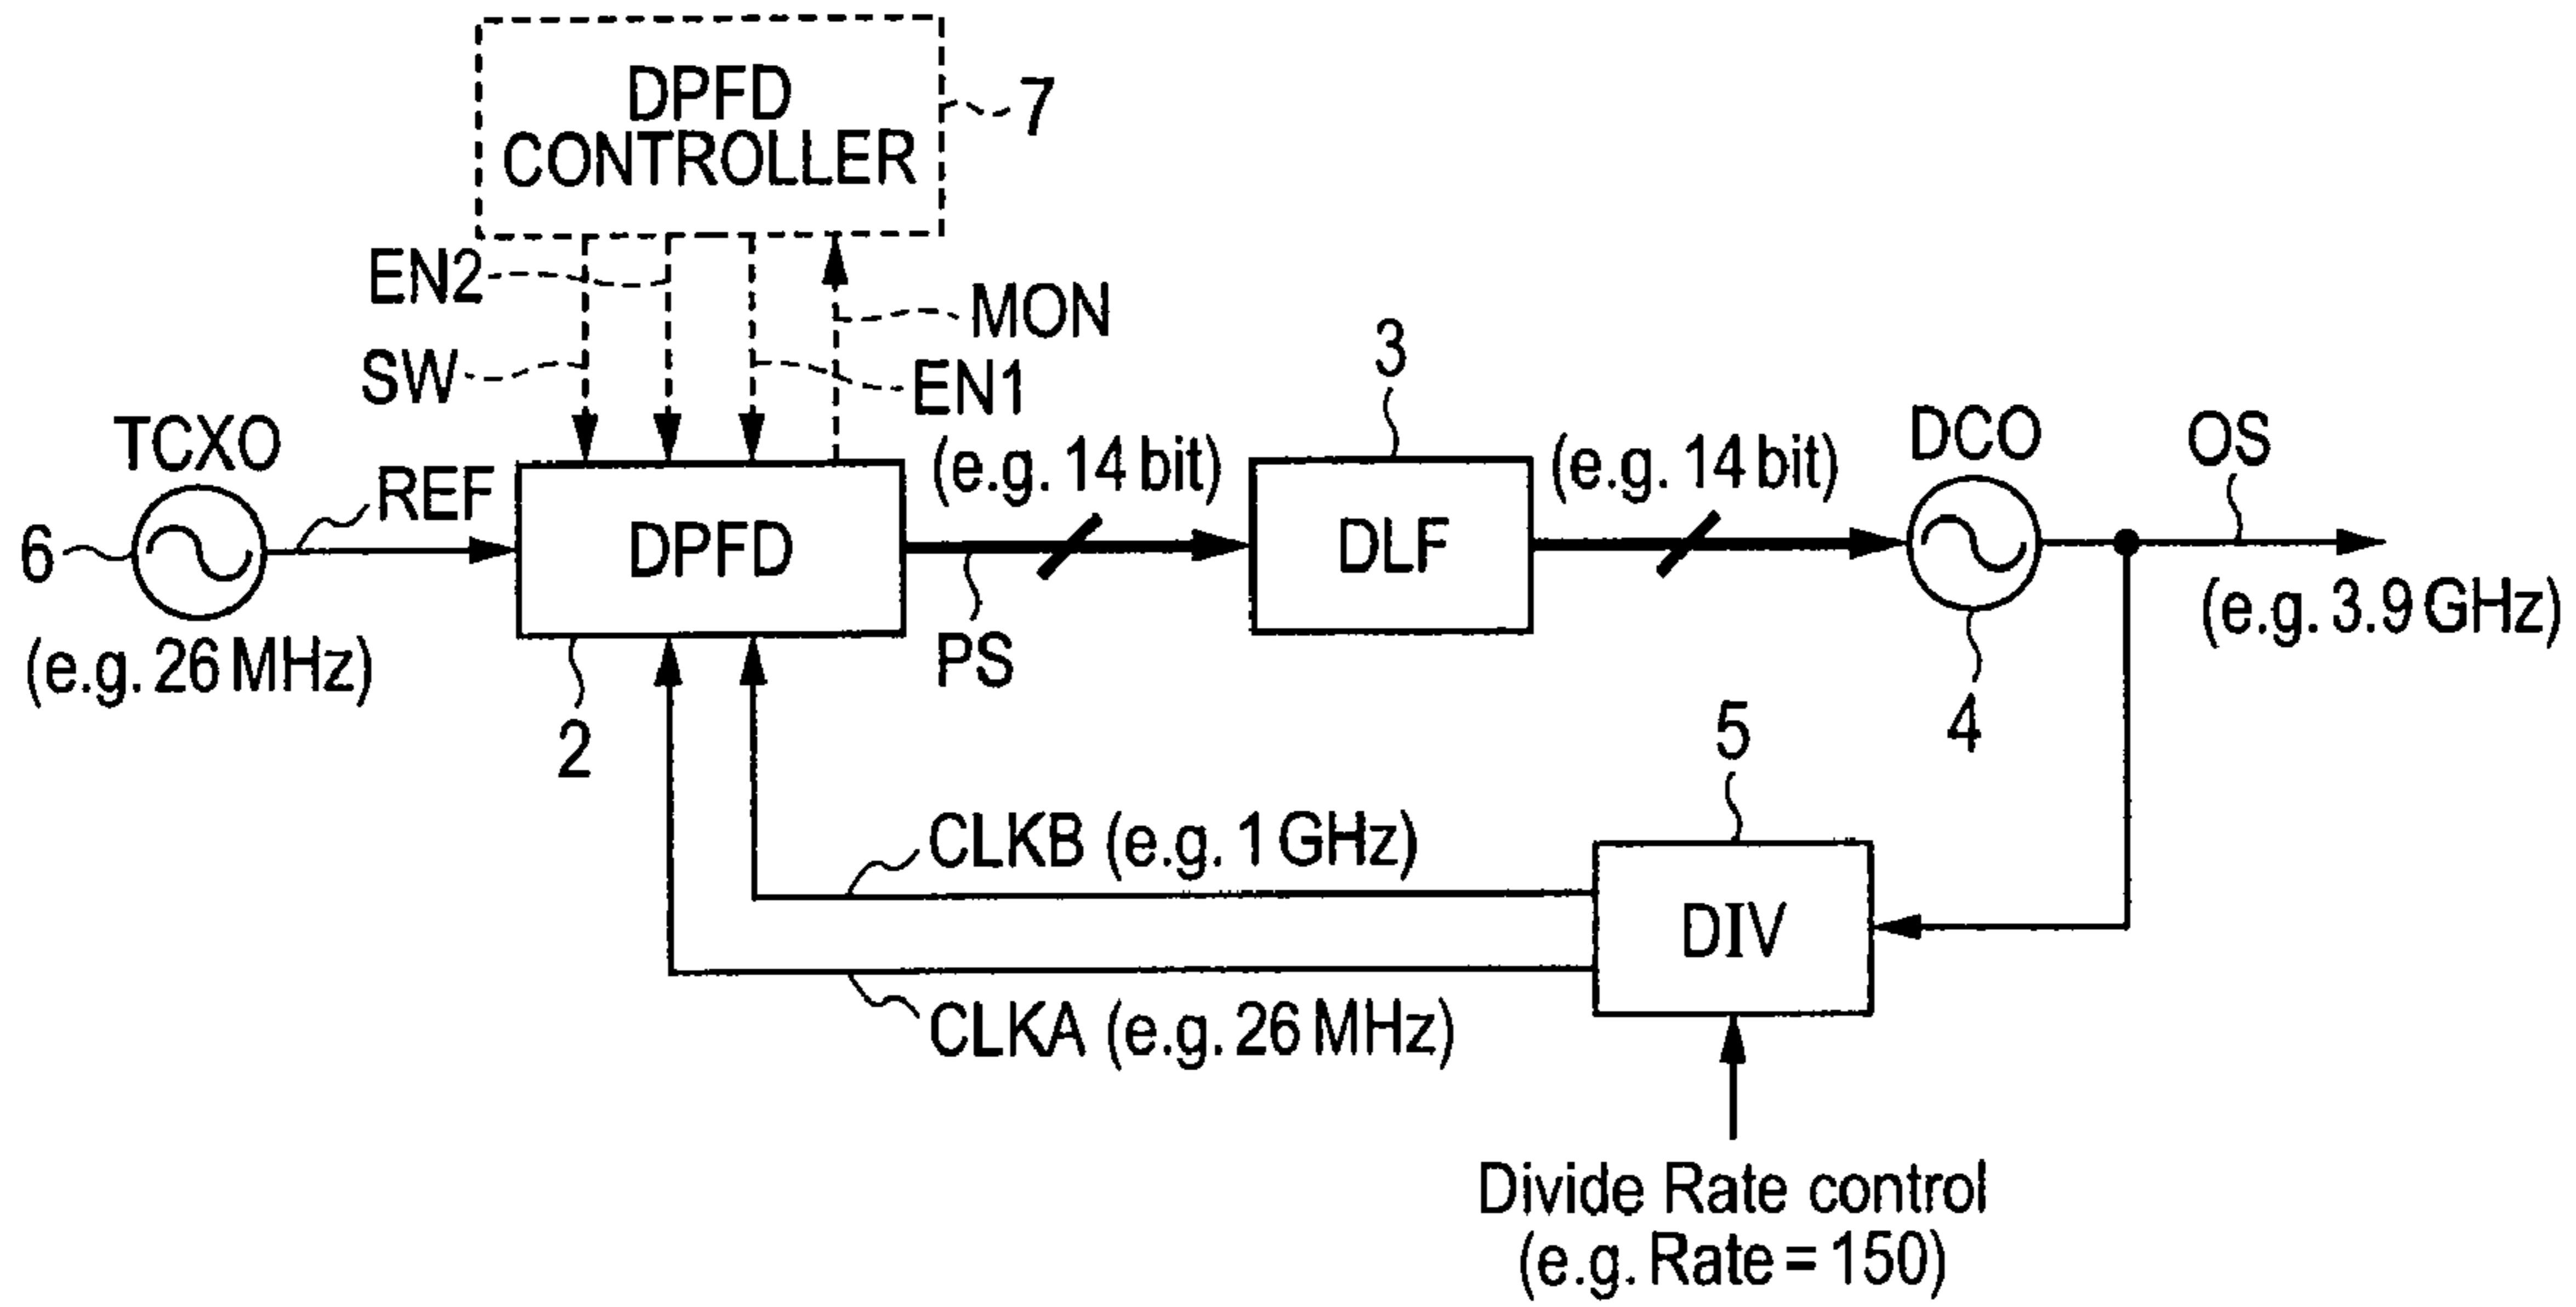 DPFD
CONTROLLER
7
EN2
MON
SW
EN1
3
TCXO
REF
(e.g. 14 bit)
(e.g. 14 bit)
DCO
OS
6
DPFD
DLF
(e.g. 26 MHz)
PS
(e.g. 3.9 GHz)
2
4
5
CLKB (e.g. 1 GHz)
DIV
CLKA (e.g. 26 MHz)
Divide Rate control
(e.g. Rate = 150)